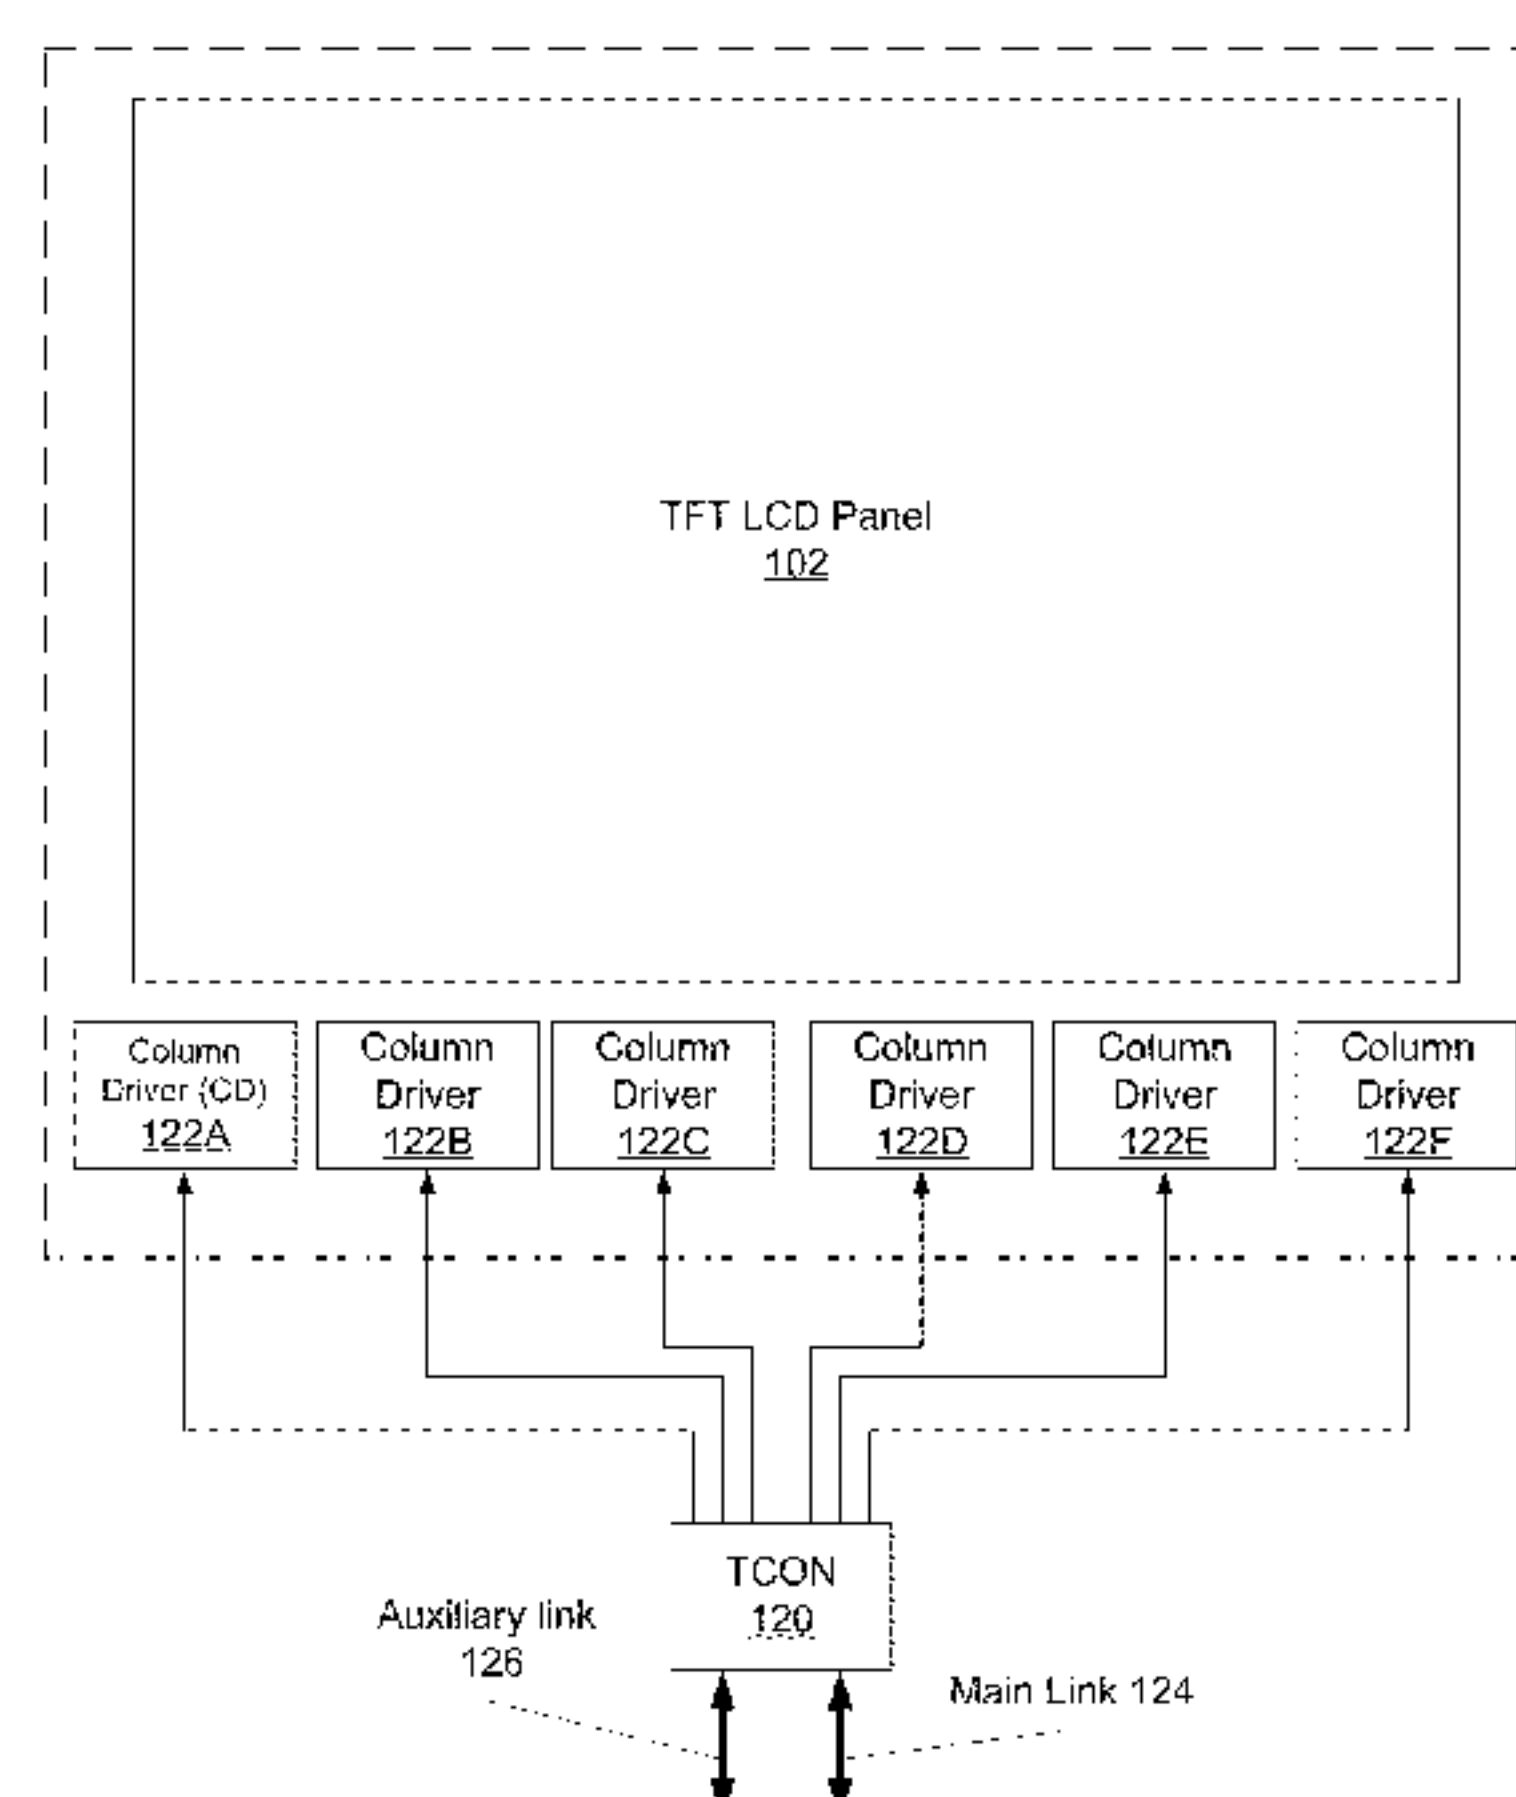 TFT LCD Panel
102
Column
Driver (CD)
122A
Column
Driver
122B
Column
Driver
122C
Column
Driver
122D
Column
Driver
122E
Column
Driver
122F
TCON
120
Auxiliary link
126
Main Link 124